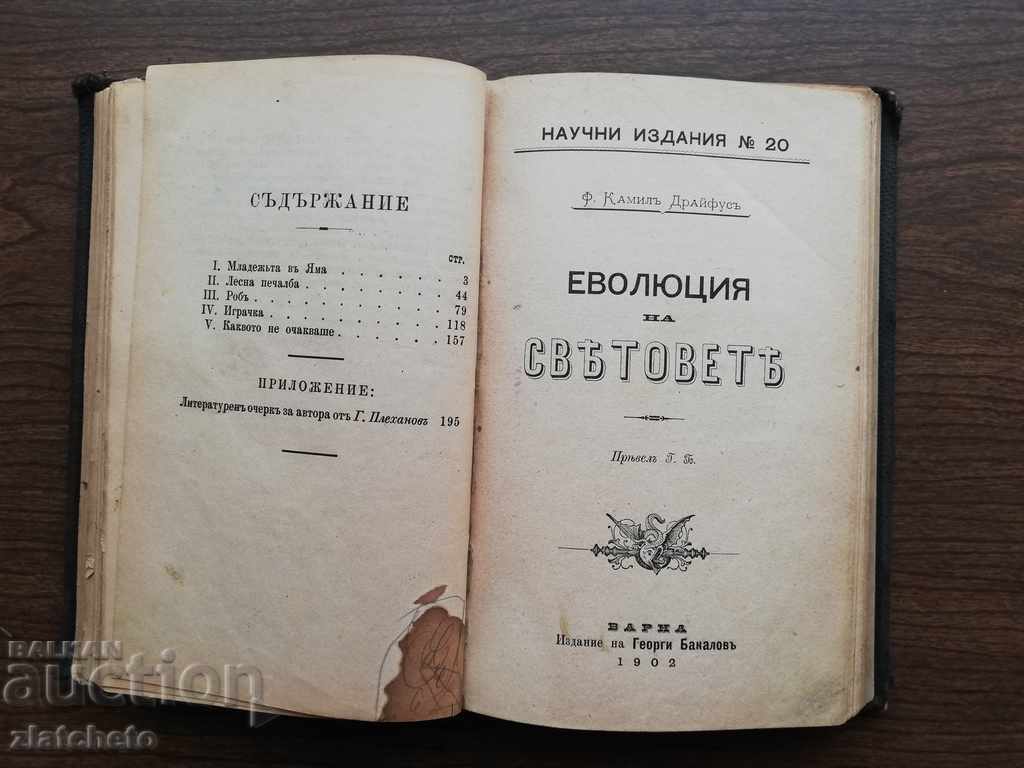 СЪДЪРЖАНИЕ
СТР.
I. Младежьта въ Яма . . . . . . 3
II. Лесна печалба . . . . . . . 44
III. Робъ . . . . . . . . . 79
IV. Играчка . . . . . . . . 118
V. Каквото не очакваше . . . . . . 157
ПРИЛОЖЕНИЕ:
Литературенъ очеркъ за автора отъ Г. Плехановъ 195
НАУЧНИ ИЗДАНИЯ № 20
Ф. Камилъ Драйфусъ
ЕВОЛЮЦИЯ
НА
СВѢТОВЕТѢ
Прѣвелъ Г. Б.
ВАРНА
Издание на Георги Бакаловъ
1902
BALKAN
auction
zlatcheto